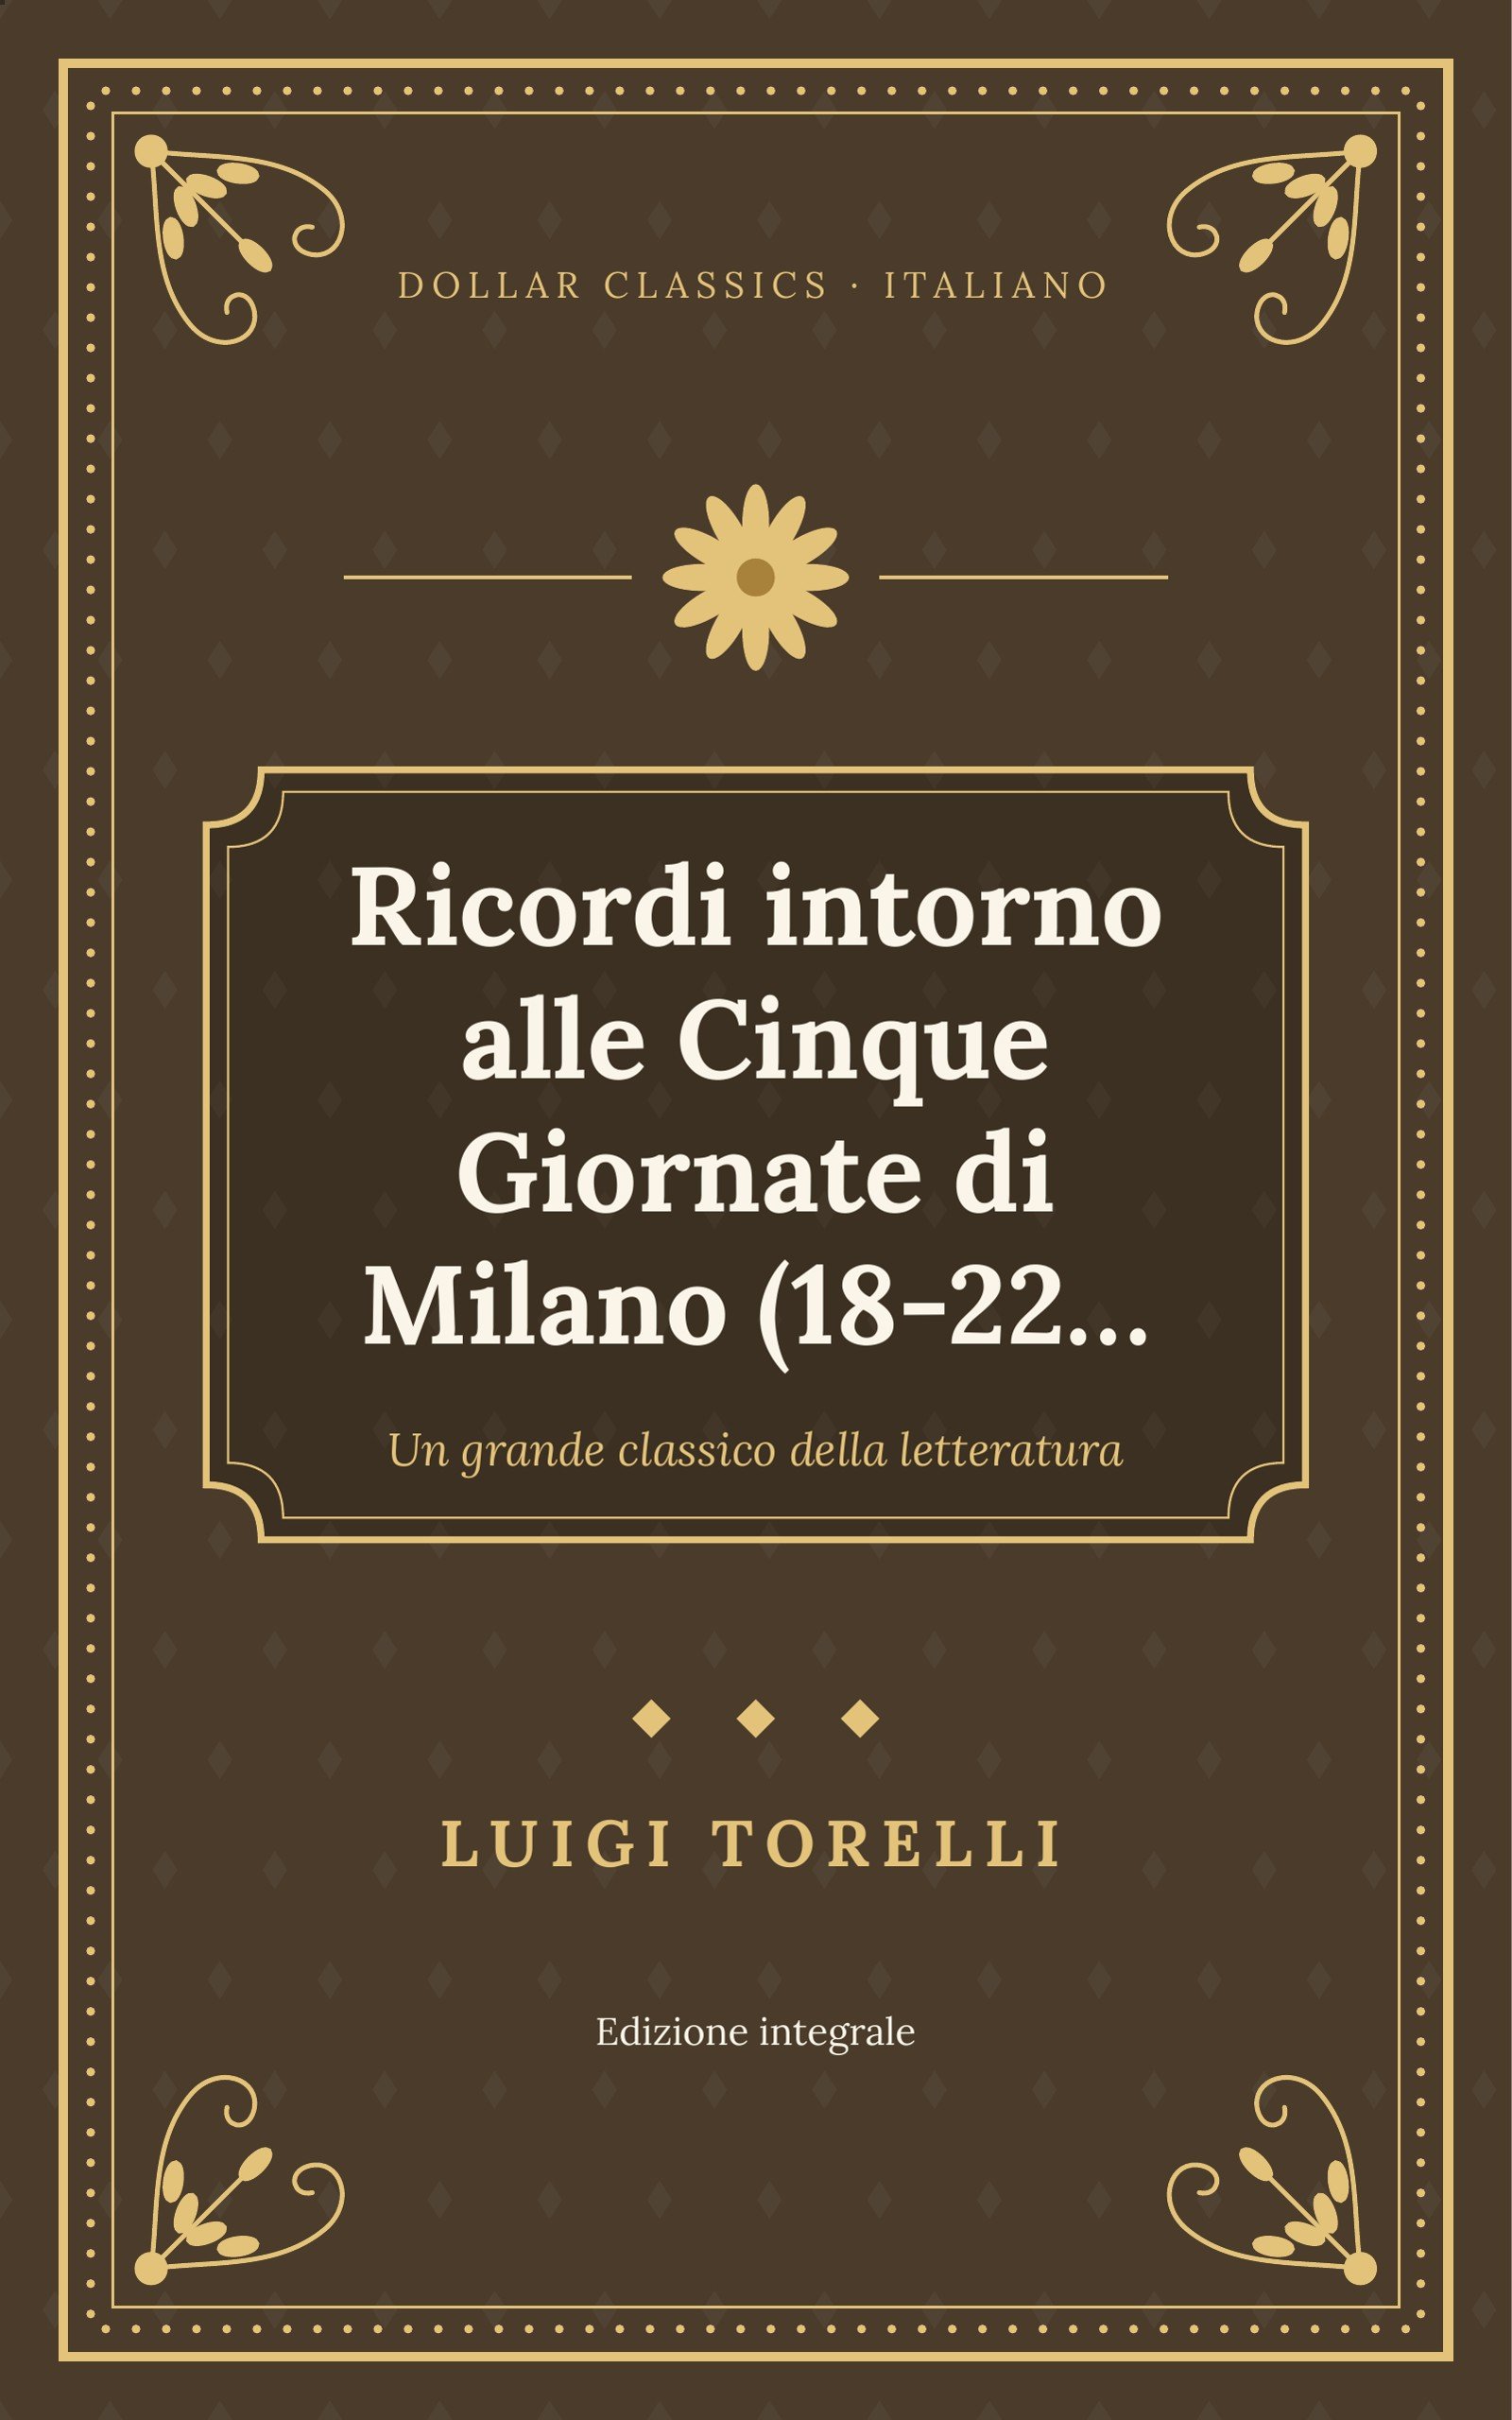 DOLLAR CLASSICS · ITALIANO
Ricordi intorno
alle Cinque
Giornate di
Milano (18-22...
Un grande classico della letteratura
LUIGI TORELLI
Edizione integrale